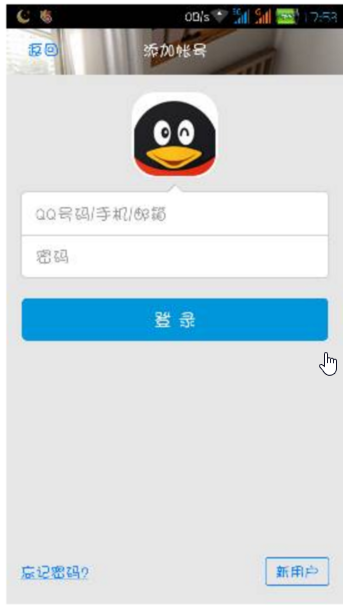 0B/s 17:53
返回 添加帐号
QQ号码/手机/邮箱
密码
登 录
忘记密码? 新用户